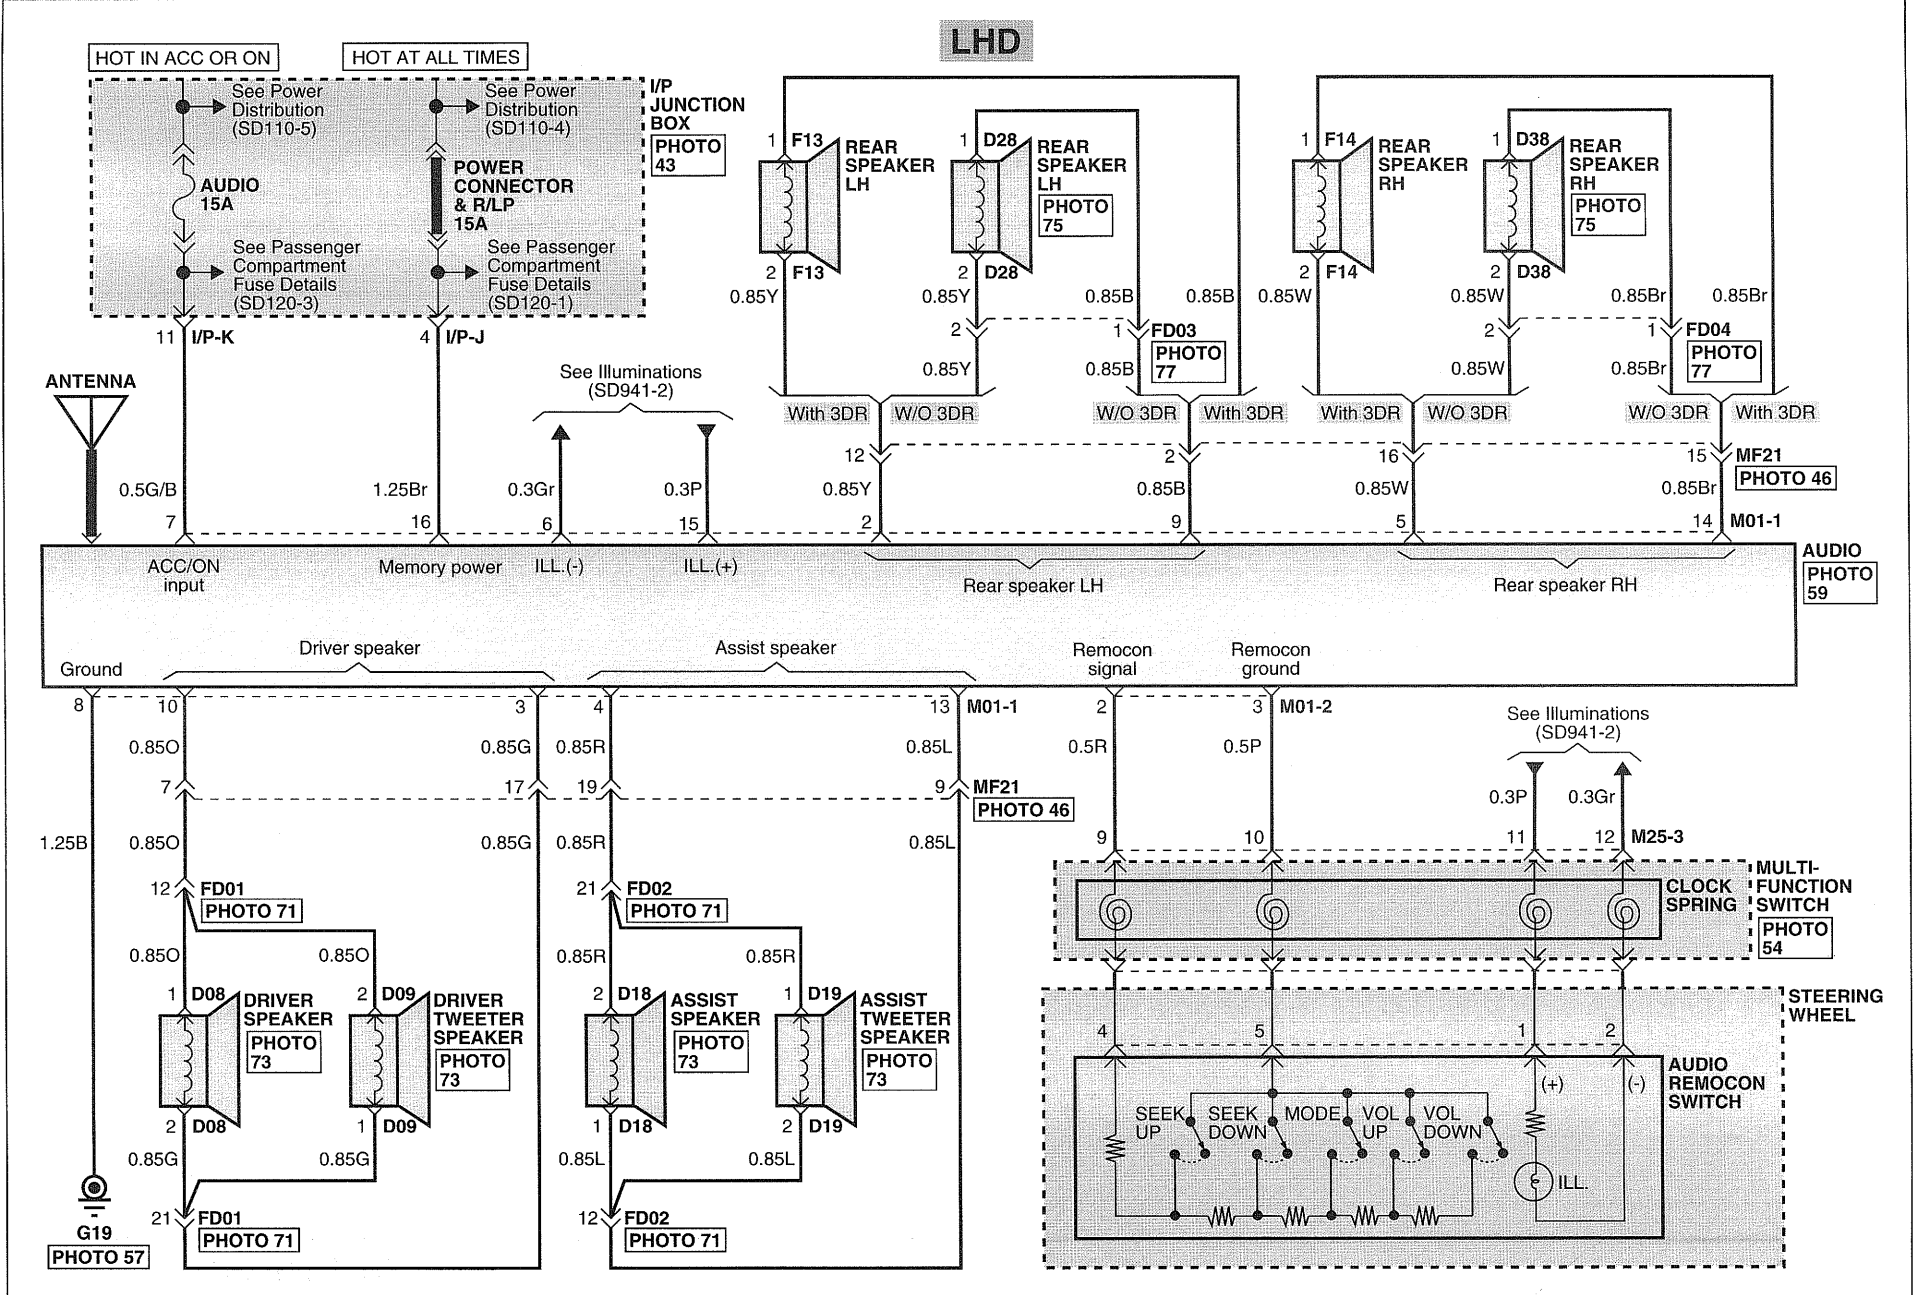 LHD
HOT IN ACC OR ON
HOT AT ALL TIMES
See Power
Distribution
(SD110-5)
See Power
Distribution
(SD110-4)
I/P
JUNCTION
BOX
PHOTO
43
AUDIO
15A
POWER
CONNECTOR
& R/LP
15A
See Passenger
Compartment
Fuse Details
(SD120-3)
See Passenger
Compartment
Fuse Details
(SD120-1)
11 I/P-K
4 I/P-J
1 F13
REAR
SPEAKER
LH
2 F13
0.85Y
1 D28
REAR
SPEAKER
LH
PHOTO
75
2 D28
0.85Y
0.85B
0.85B
2
1 FD03
PHOTO
77
0.85Y
0.85B
1 F14
REAR
SPEAKER
RH
2 F14
0.85W
1 D38
REAR
SPEAKER
RH
PHOTO
75
2 D38
0.85W
0.85Br
0.85Br
2
1 FD04
PHOTO
77
0.85W
0.85Br
With 3DR
W/O 3DR
W/O 3DR
With 3DR
With 3DR
W/O 3DR
W/O 3DR
With 3DR
ANTENNA
See Illuminations
(SD941-2)
12
2
16
15 MF21
PHOTO 46
0.5G/B
1.25Br
0.3Gr
0.3P
0.85Y
0.85B
0.85W
0.85Br
7
16
6
15
2
9
5
14 M01-1
AUDIO
PHOTO
59
ACC/ON
input
Memory power
ILL.(-)
ILL.(+)
Rear speaker LH
Rear speaker RH
Ground
Driver speaker
Assist speaker
Remocon
signal
Remocon
ground
8
10
3
4
13 M01-1
2
3 M01-2
0.85O
0.85G
0.85R
0.85L
0.5R
0.5P
See Illuminations
(SD941-2)
7
17
19
9 MF21
PHOTO 46
0.3P
0.3Gr
1.25B
0.85O
0.85G
0.85R
0.85L
9
10
11
12 M25-3
12 FD01
PHOTO 71
21 FD02
PHOTO 71
CLOCK
SPRING
MULTI-
FUNCTION
SWITCH
PHOTO
54
0.85O
0.85O
0.85R
0.85R
1 D08
DRIVER
SPEAKER
PHOTO
73
2 D09
DRIVER
TWEETER
SPEAKER
PHOTO
73
2 D18
ASSIST
SPEAKER
PHOTO
73
1 D19
ASSIST
TWEETER
SPEAKER
PHOTO
73
STEERING
WHEEL
4
5
1
2
2 D08
1 D09
1 D18
2 D19
AUDIO
REMOCON
SWITCH
(+)
(-)
SEEK
UP
SEEK
DOWN
MODE
VOL
UP
VOL
DOWN
ILL.
0.85G
0.85G
0.85L
0.85L
21 FD01
PHOTO 71
12 FD02
PHOTO 71
G19
PHOTO 57